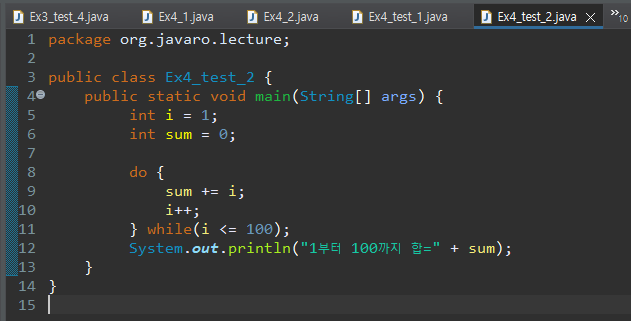 Ex3_test_4.java Ex4_1.java Ex4_2.java Ex4_test_1.java Ex4_test_2.java »10
1 package org.javaro.lecture;
2
3 public class Ex4_test_2 {
4 public static void main(String[] args) {
5 int i = 1;
6 int sum = 0;
7
8 do {
9 sum += i;
10 i++;
11 } while(i <= 100);
12 System.out.println("1부터 100까지 합=" + sum);
13 }
14 }
15